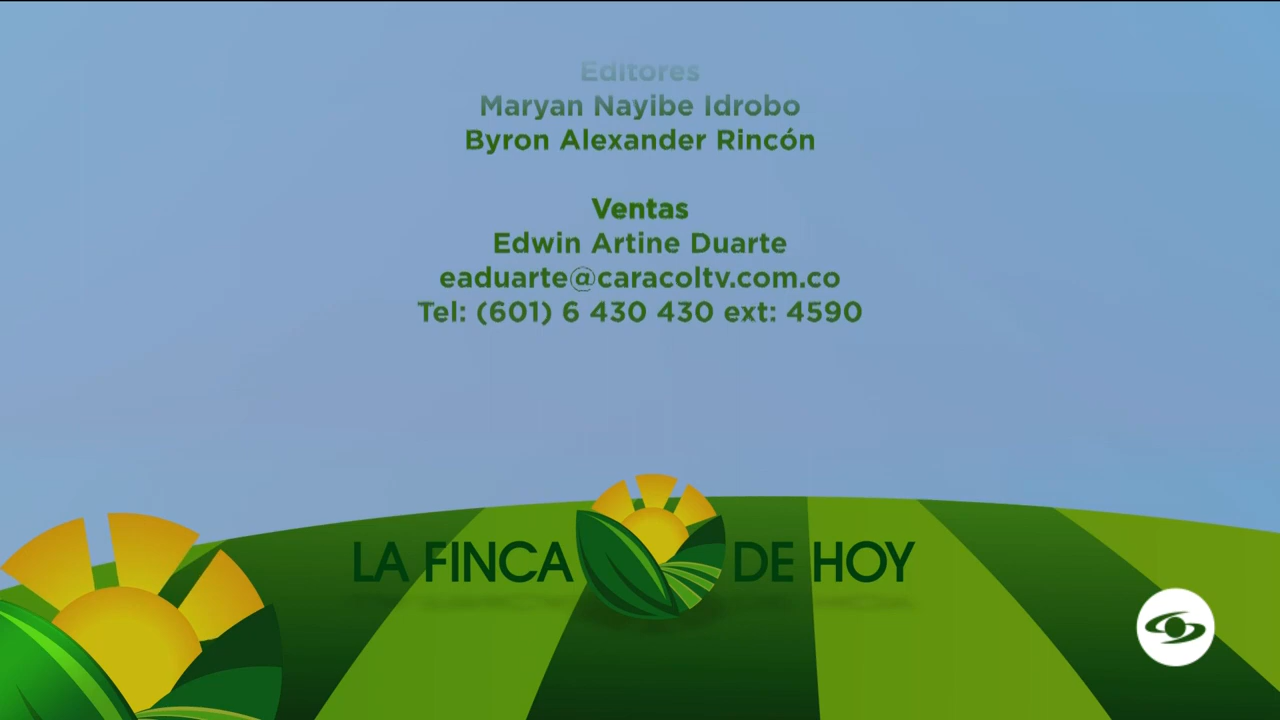 Editores
Maryan Nayibe Idrobo
Byron Alexander Rincón
Ventas
Edwin Artine Duarte
eaduarte@caracoltv.com.co
Tel: (601) 6 430 430 ext: 4590
LA FINCA DE HOY